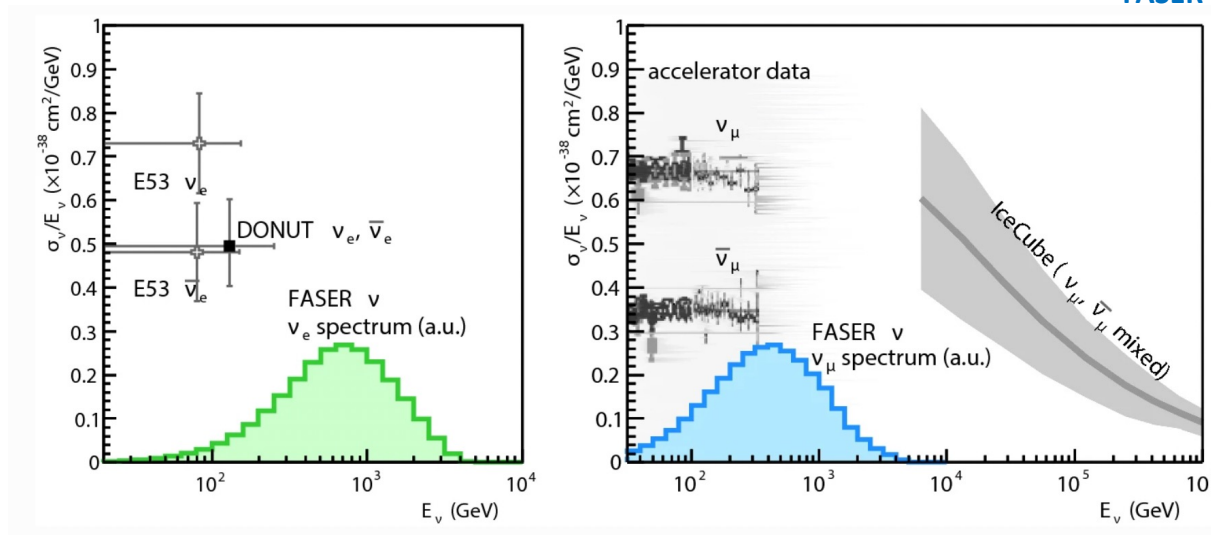 FASER
1
0.9
0.8
0.7
0.6
0.5
0.4
0.3
0.2
0.1
0
σν/Eν (×10⁻³⁸ cm²/GeV)
E53 νe
DONUT νe, ν̅e
E53 ν̅e
FASER ν
νe spectrum (a.u.)
10² 10³ 10⁴
Eν (GeV)
1
0.9
0.8
0.7
0.6
0.5
0.4
0.3
0.2
0.1
0
σν/Eν (×10⁻³⁸ cm²/GeV)
accelerator data
νμ
ν̅μ
IceCube ( νμ, ν̅μ mixed)
FASER ν
νμ spectrum (a.u.)
10² 10³ 10⁴ 10⁵ 10
Eν (GeV)